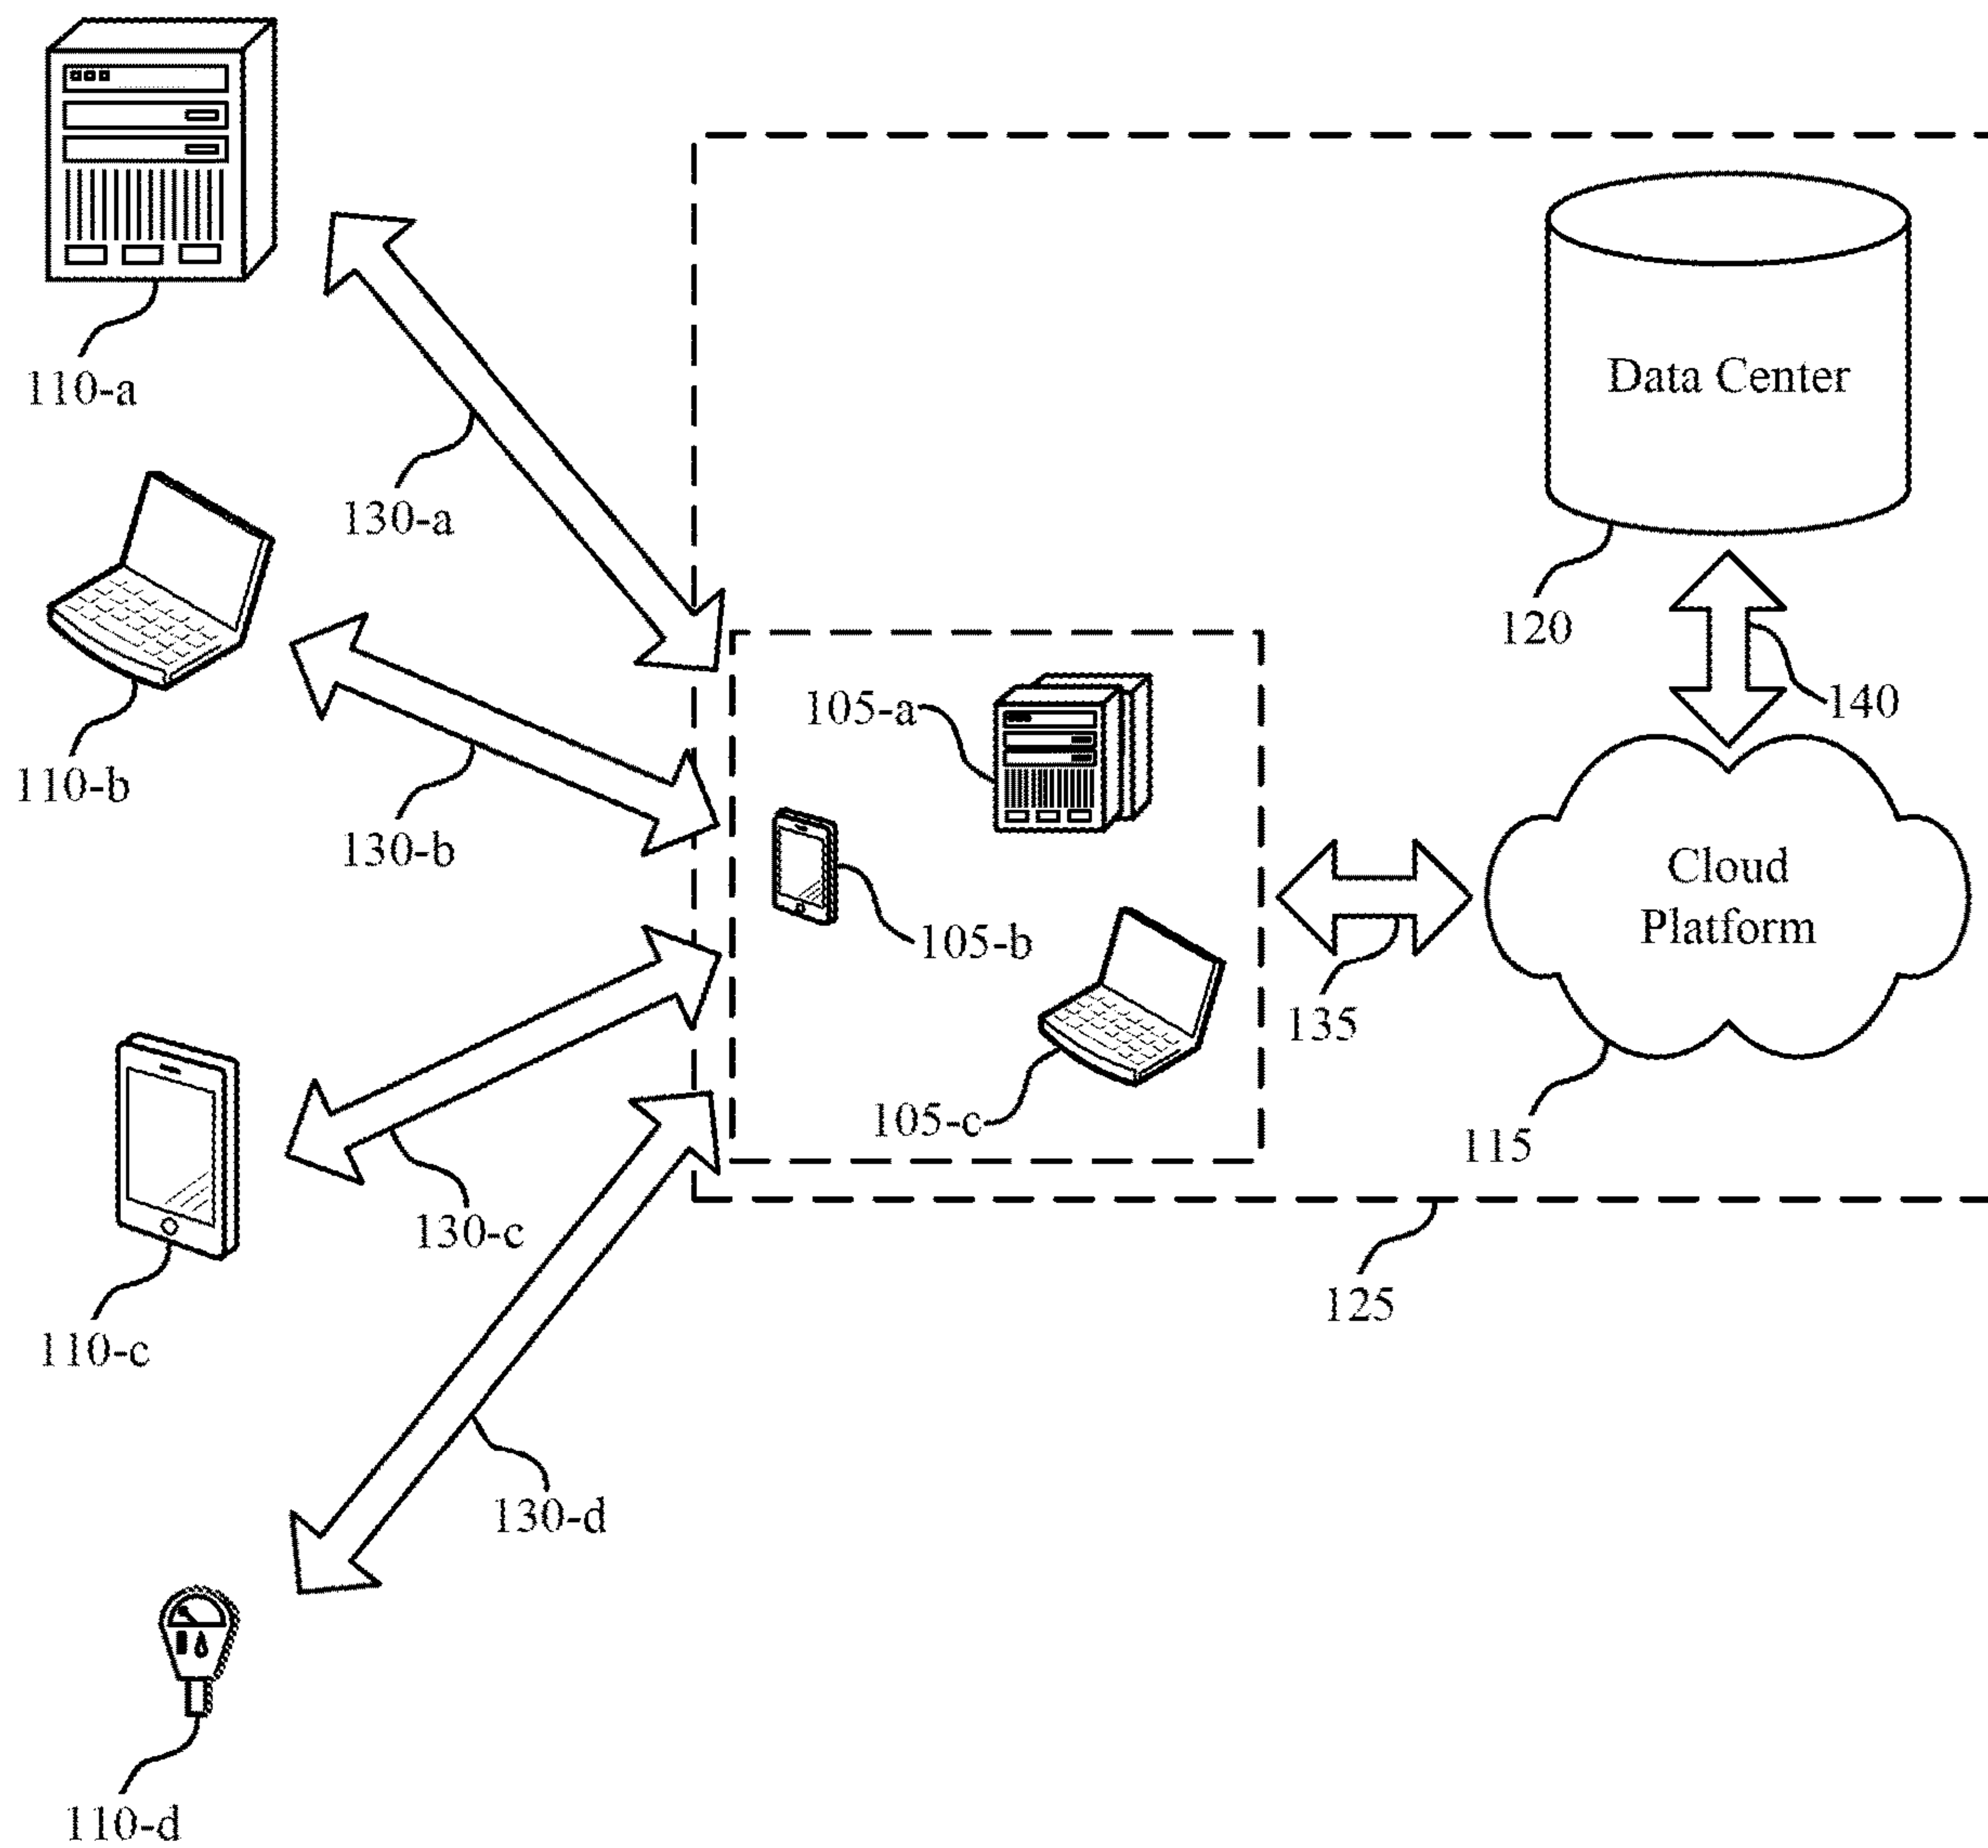 110-a
130-a
Data Center
120
140
110-b
130-b
105-a
105-b
105-c
135
Cloud
Platform
115
130-c
125
110-c
130-d
110-d